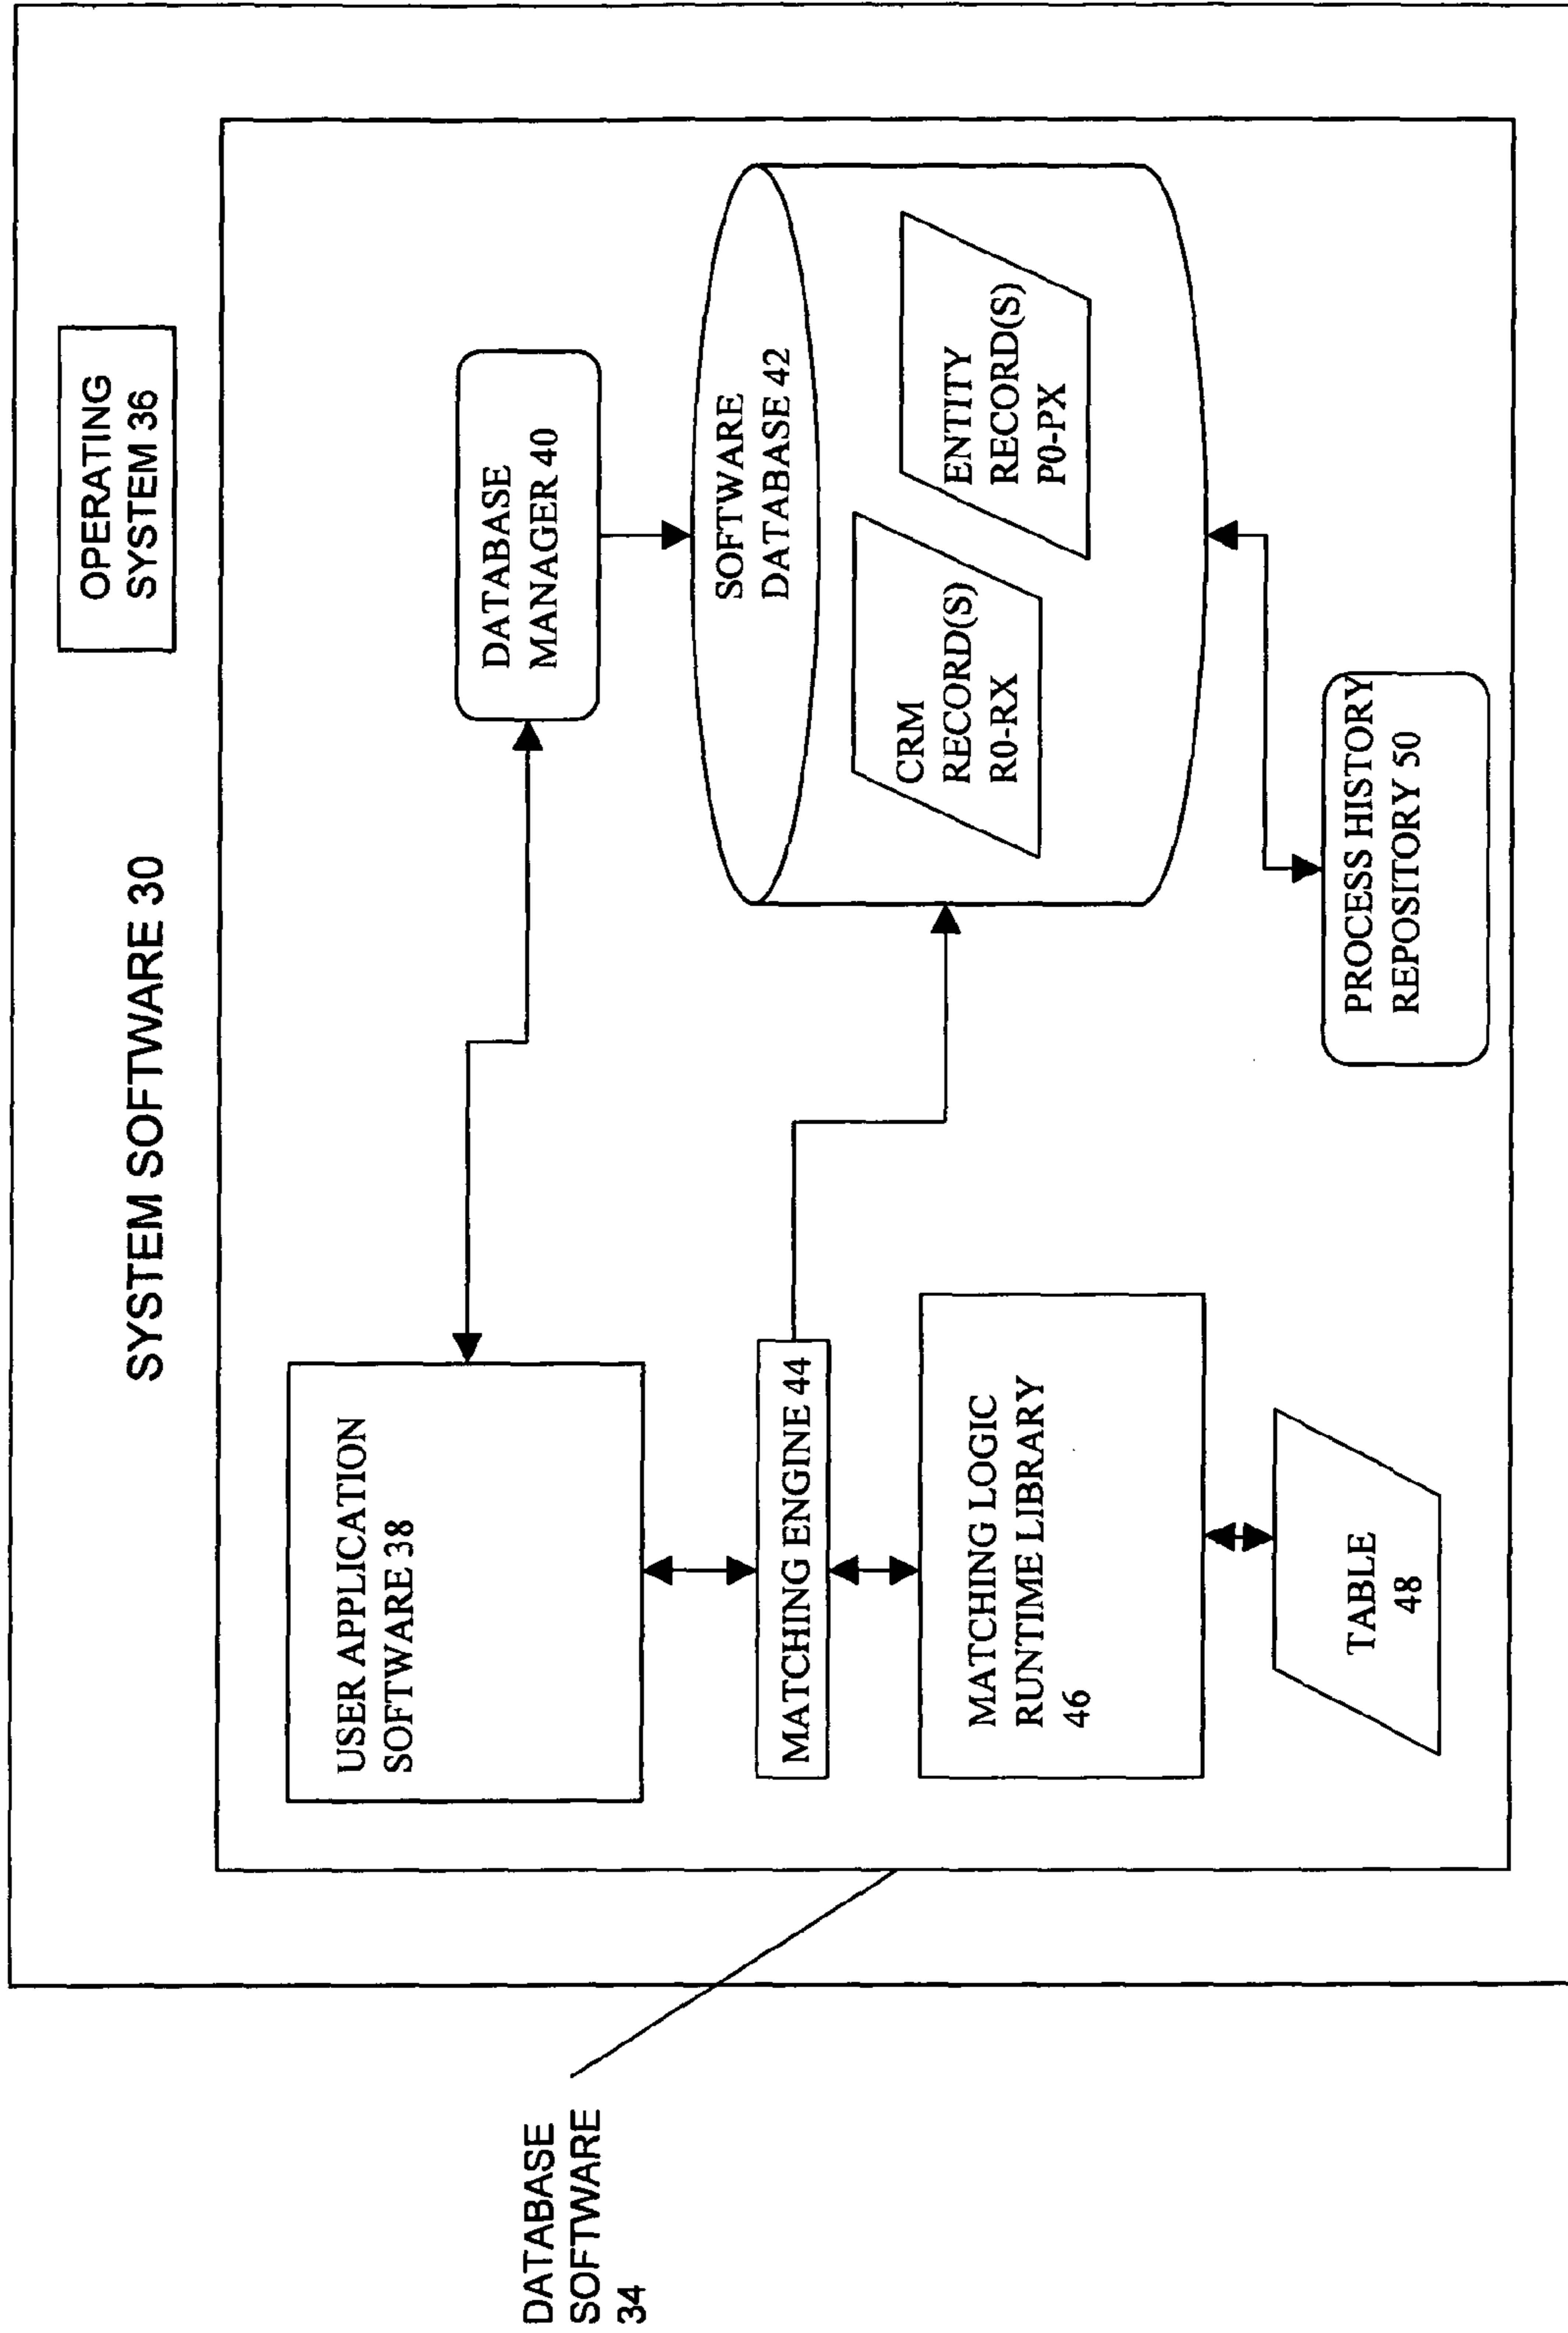 SYSTEM SOFTWARE 30
OPERATING
SYSTEM 36
USER APPLICATION
SOFTWARE 38
DATABASE
MANAGER 40
MATCHING ENGINE 44
SOFTWARE
DATABASE 42
MATCHING LOGIC
RUNTIME LIBRARY
46
CRM
RECORD(S)
R0-RX
ENTITY
RECORD(S)
P0-PX
TABLE
48
PROCESS HISTORY
REPOSITORY 50
DATABASE
SOFTWARE
34